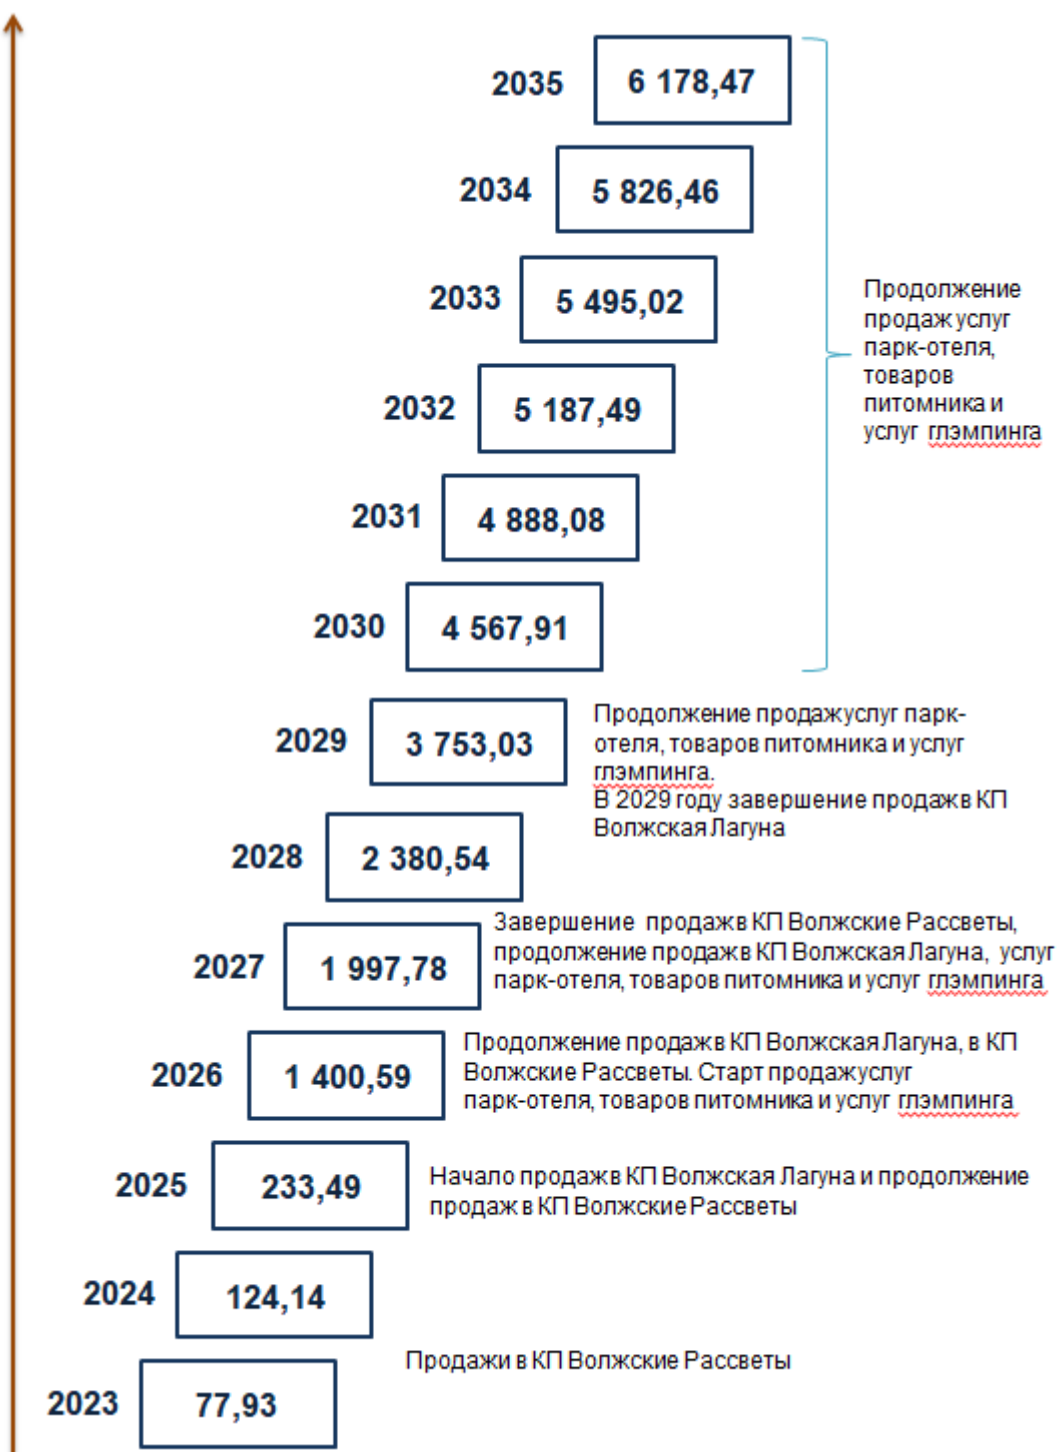 2035
6 178,47
2034
5 826,46
2033
5 495,02
2032
5 187,49
2031
4 888,08
2030
4 567,91
Продолжение
продаж услуг
парк-отеля,
товаров
питомника и
услуг глэмпинга
2029
3 753,03
Продолжение продаж услуг парк-
отеля, товаров питомника и услуг
глэмпинга.
В 2029 году завершение продаж в КП
Волжская Лагуна
2028
2 380,54
2027
1 997,78
Завершение продаж в КП Волжские Рассветы,
продолжение продаж в КП Волжская Лагуна, услуг
парк-отеля, товаров питомника и услуг глэмпинга
2026
1 400,59
Продолжение продаж в КП Волжская Лагуна, в КП
Волжские Рассветы. Старт продаж услуг
парк-отеля, товаров питомника и услуг глэмпинга
2025
233,49
Начало продаж в КП Волжская Лагуна и продолжение
продаж в КП Волжские Рассветы
2024
124,14
Продажи в КП Волжские Рассветы
2023
77,93